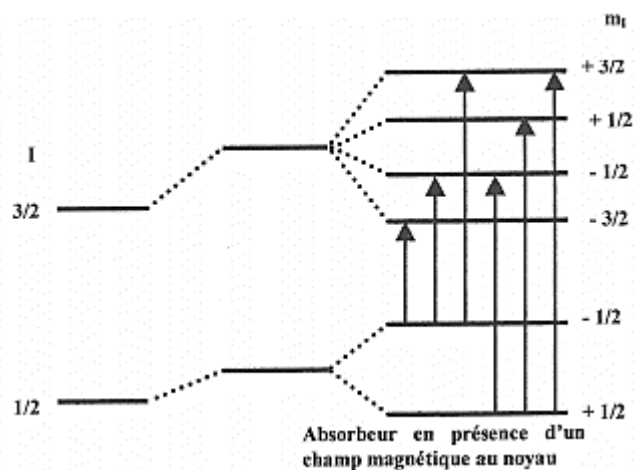 mI
+ 3/2
+ 1/2
I
- 1/2
3/2
- 3/2
- 1/2
1/2
+ 1/2
Absorbeur en présence d'un
champ magnétique au noyau